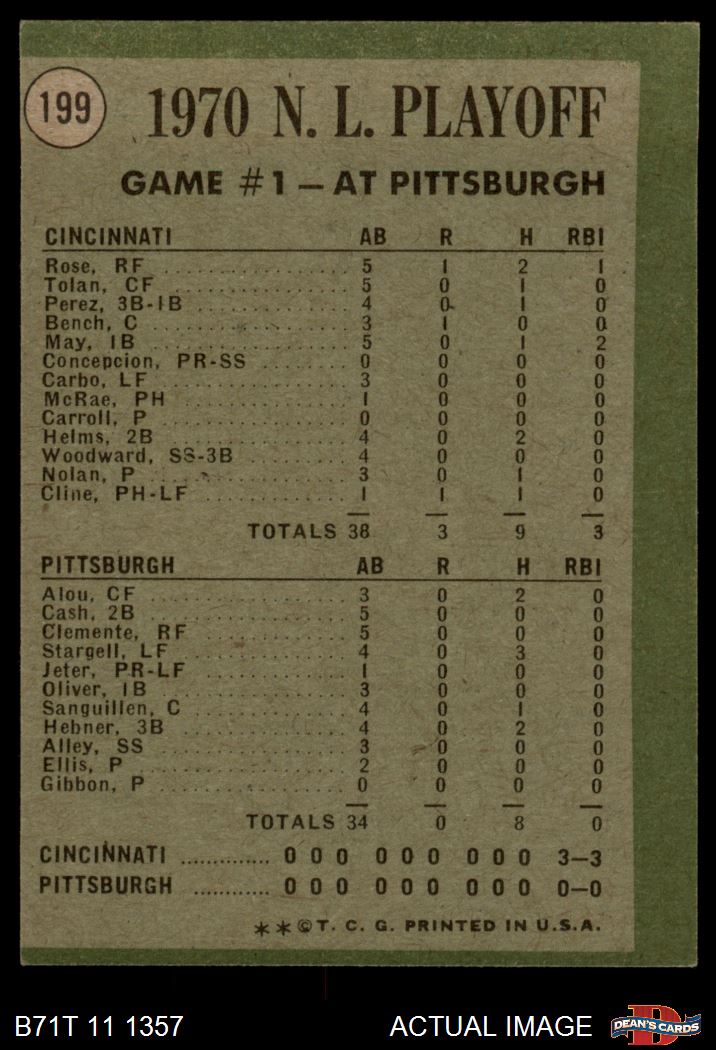 199
1970 N. L. PLAYOFF
GAME #1 – AT PITTSBURGH
CINCINNATI AB R H RBI
Rose, RF . . . . . . . . . . . . . . . . . 5 1 2 1
Tolan, CF . . . . . . . . . . . . . . . . 5 0 1 0
Perez, 3B-1B . . . . . . . . . . . . . 4 0 1 0
Bench, C . . . . . . . . . . . . . . . . . 3 1 0 0
May, 1B . . . . . . . . . . . . . . . . . 5 0 1 2
Concepcion, PR-SS . . . . . . . . 0 0 0 0
Carbo, LF . . . . . . . . . . . . . . . . 3 0 0 0
McRae, PH . . . . . . . . . . . . . . 1 0 0 0
Carroll, P . . . . . . . . . . . . . . . . 0 0 0 0
Helms, 2B . . . . . . . . . . . . . . . 4 0 2 0
Woodward, SS-3B . . . . . . . . . 4 0 0 0
Nolan, P . . . . . . . . . . . . . . . . . 3 0 1 0
Cline, PH-LF . . . . . . . . . . . . . 1 1 1 0
TOTALS 38 3 9 3
PITTSBURGH AB R H RBI
Alou, CF . . . . . . . . . . . . . . . . . 3 0 2 0
Cash, 2B . . . . . . . . . . . . . . . . 5 0 0 0
Clemente, RF . . . . . . . . . . . . . 5 0 0 0
Stargell, LF . . . . . . . . . . . . . . 4 0 3 0
Jeter, PR-LF . . . . . . . . . . . . . 1 0 0 0
Oliver, 1B . . . . . . . . . . . . . . . 3 0 0 0
Sanguillen, C . . . . . . . . . . . . . 4 0 1 0
Hebner, 3B . . . . . . . . . . . . . . 4 0 2 0
Alley, SS . . . . . . . . . . . . . . . . 3 0 0 0
Ellis, P . . . . . . . . . . . . . . . . . . 2 0 0 0
Gibbon, P . . . . . . . . . . . . . . . . 0 0 0 0
TOTALS 34 0 8 0
CINCINNATI .............. 0 0 0 0 0 0 0 0 0 3–3
PITTSBURGH ............ 0 0 0 0 0 0 0 0 0 0–0
**©T. C. G. PRINTED IN U.S.A.
B71T 11 1357 ACTUAL IMAGE DEAN'S CARDS